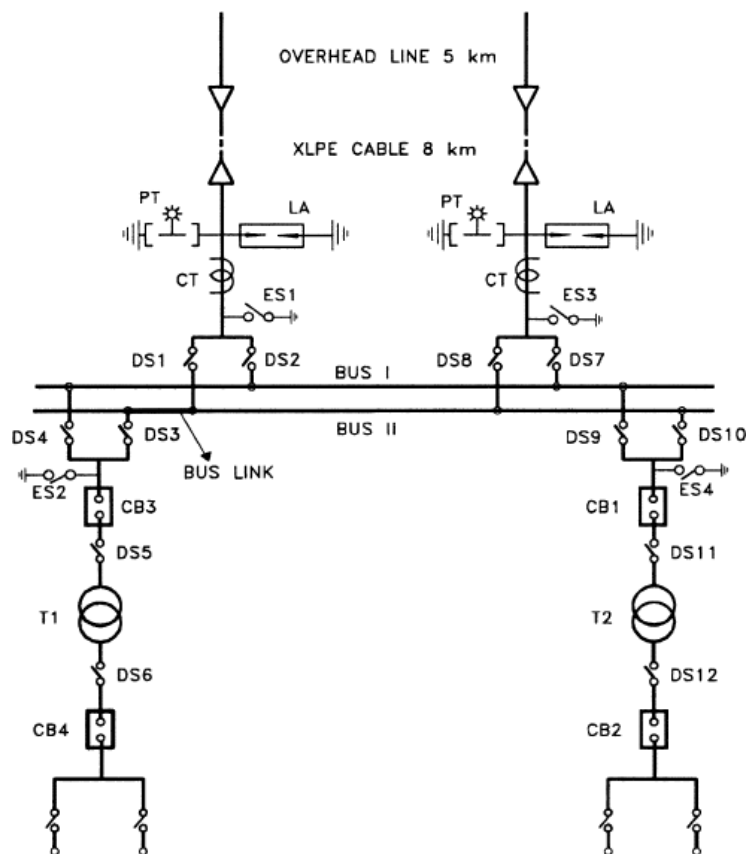 OVERHEAD LINE 5 km
XLPE CABLE 8 km
PT
LA
PT
LA
CT
ES1
CT
ES3
DS1
DS2
DS8
DS7
BUS I
DS4
DS3
BUS II
DS9
DS10
BUS LINK
ES2
ES4
CB3
CB1
DS5
DS11
T1
T2
DS6
DS12
CB4
CB2